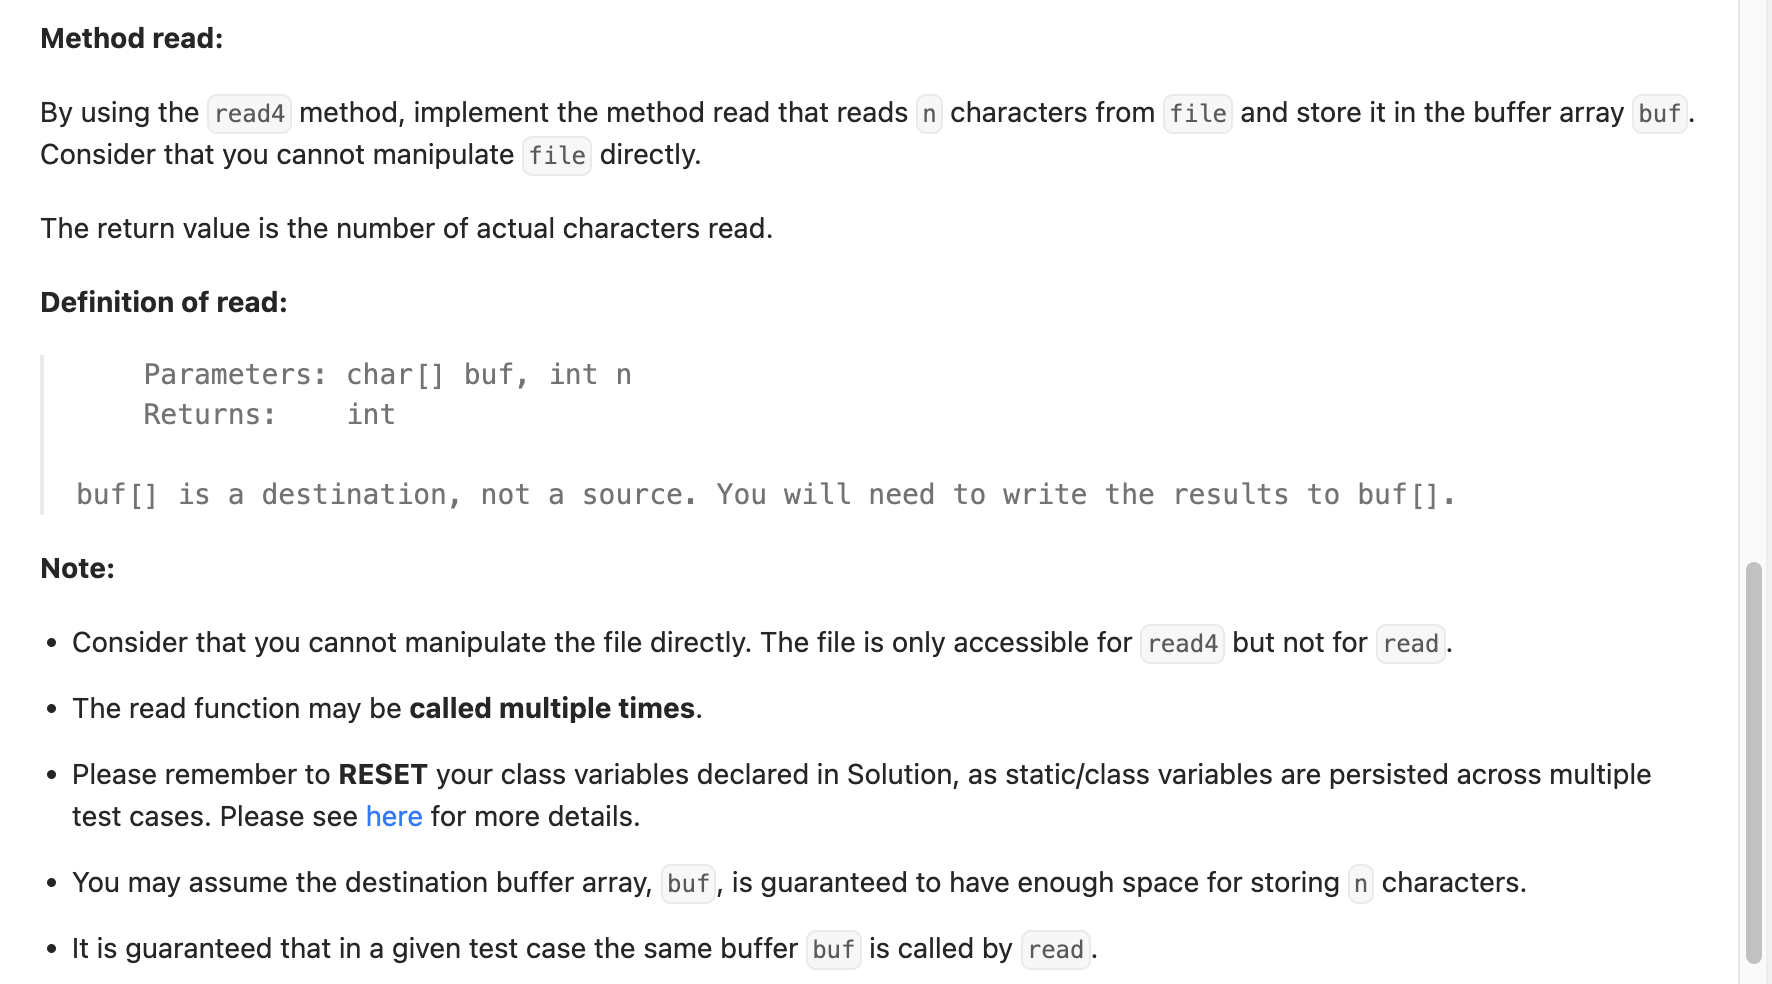 Method read:
By using the read4 method, implement the method read that reads n characters from file and store it in the buffer array buf.
Consider that you cannot manipulate file directly.
The return value is the number of actual characters read.
Definition of read:
Parameters: char[] buf, int n
Returns: int
buf[] is a destination, not a source. You will need to write the results to buf[].
Note:
• Consider that you cannot manipulate the file directly. The file is only accessible for read4 but not for read.
• The read function may be called multiple times.
• Please remember to RESET your class variables declared in Solution, as static/class variables are persisted across multiple
test cases. Please see here for more details.
• You may assume the destination buffer array, buf, is guaranteed to have enough space for storing n characters.
• It is guaranteed that in a given test case the same buffer buf is called by read.